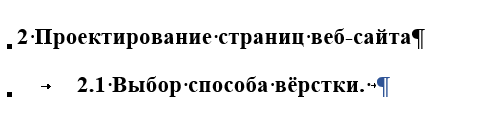 2 Проектирование страниц веб-сайта
2.1 Выбор способа вёрстки.